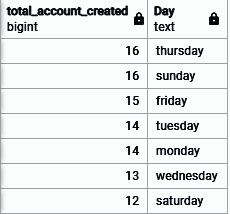 total_account_created Day
bigint text
16 thursday
16 sunday
15 friday
14 tuesday
14 monday
13 wednesday
12 saturday